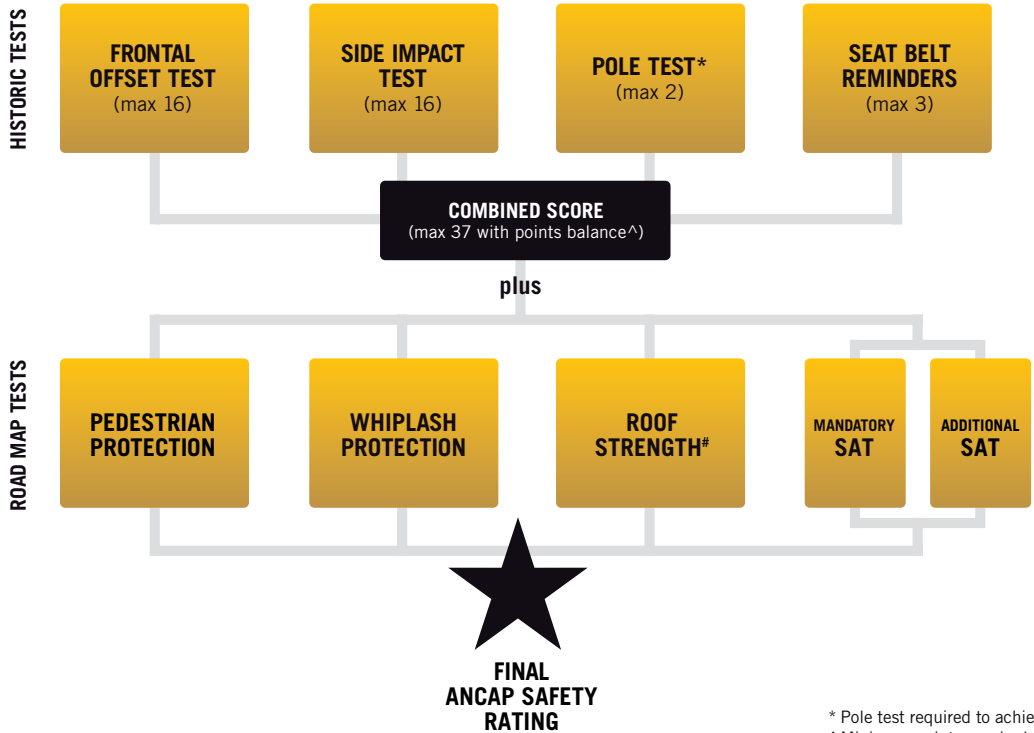 HISTORIC TESTS
FRONTAL
OFFSET TEST
(max 16)
SIDE IMPACT
TEST
(max 16)
POLE TEST*
(max 2)
SEAT BELT
REMINDERS
(max 3)
COMBINED SCORE
(max 37 with points balance^)
plus
ROAD MAP TESTS
PEDESTRIAN
PROTECTION
WHIPLASH
PROTECTION
ROOF
STRENGTH#
MANDATORY
SAT
ADDITIONAL
SAT
FINAL
ANCAP SAFETY
RATING
* Pole test required to achie